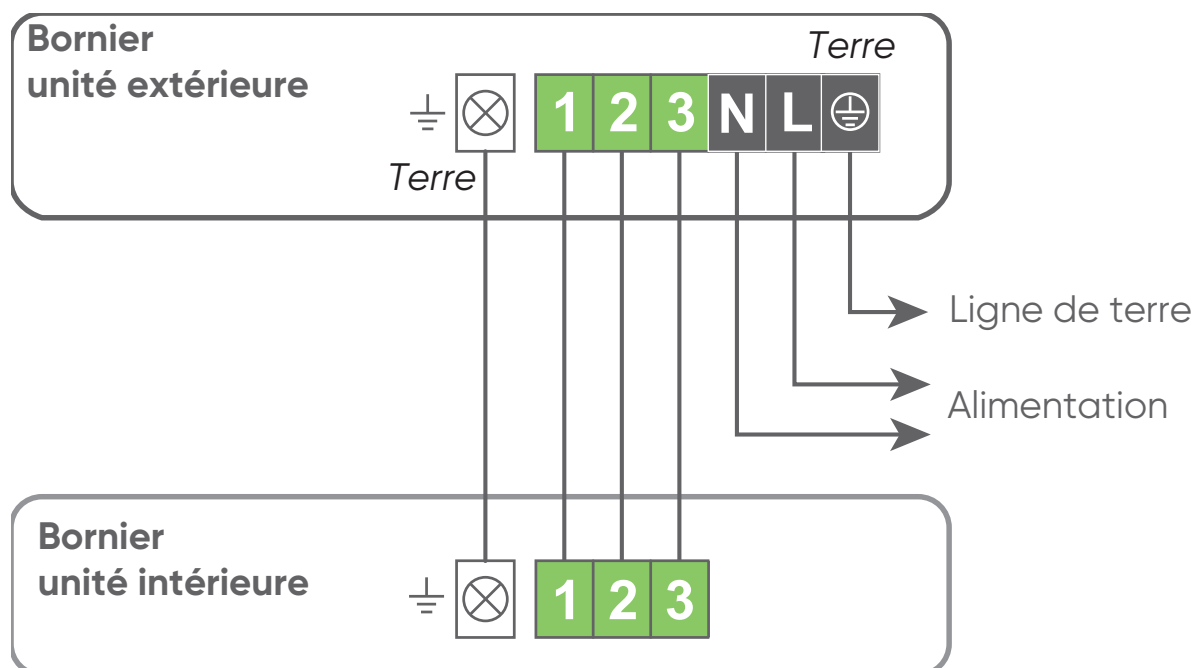 Bornier
unité extérieure
Terre
1 2 3 N L
Terre
Ligne de terre
Alimentation
Bornier
unité intérieure
1 2 3